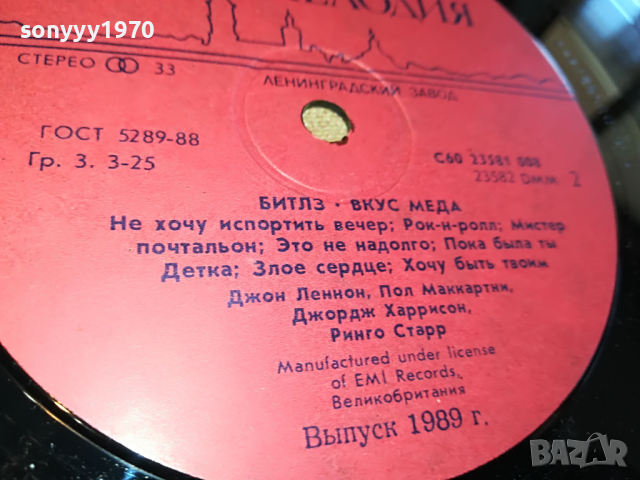 sonyyy1970
МЕЛОДИЯ
СТЕРЕО 33
ЛЕНИНГРАДСКИЙ ЗАВОД
ГОСТ 5289-88
Гр. 3. 3-25
С60 23581 008
23582 Dмм 2
БИТЛЗ · ВКУС МЕДА
Не хочу испортить вечер; Рок-н-ролл; Мистер
почтальон; Это не надолго; Пока была ты
Детка; Злое сердце; Хочу быть твоим
Джон Леннон, Пол Маккартни,
Джордж Харрисон,
Ринго Старр
Manufactured under license
of EMI Records,
Великобритания
Выпуск 1989 г.
BAZAR